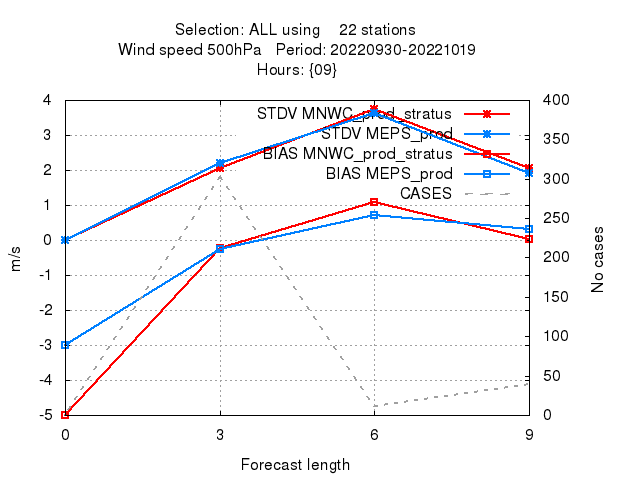 Selection: ALL using    22 stations
Wind speed 500hPa   Period: 20220930-20221019
Hours: {09}
STDV MNWC_prod_stratus
STDV MEPS_prod
BIAS MNWC_prod_stratus
BIAS MEPS_prod
CASES
4
3
2
1
0
-1
-2
-3
-4
-5
m/s
400
350
300
250
200
150
100
50
0
No cases
0 3 6 9
Forecast length